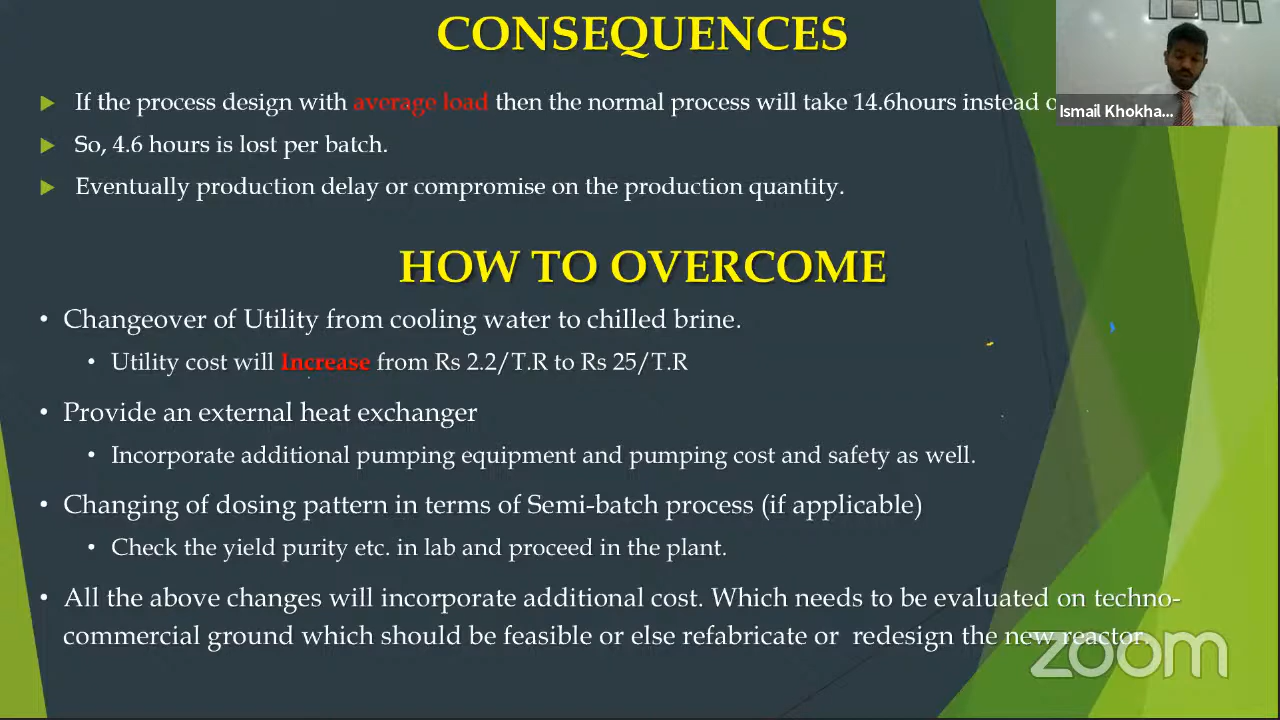 CONSEQUENCES
If the process design with average load then the normal process will take 14.6hours instead
Ismail Khokha...
So, 4.6 hours is lost per batch.
Eventually production delay or compromise on the production quantity.
HOW TO OVERCOME
• Changeover of Utility from cooling water to chilled brine.
• Utility cost will Increase from Rs 2.2/T.R to Rs 25/T.R
• Provide an external heat exchanger
• Incorporate additional pumping equipment and pumping cost and safety as well.
• Changing of dosing pattern in terms of Semi-batch process (if applicable)
• Check the yield purity etc. in lab and proceed in the plant.
• All the above changes will incorporate additional cost. Which needs to be evaluated on techno-
commercial ground which should be feasible or else refabricate or redesign the new reactor.
zoom